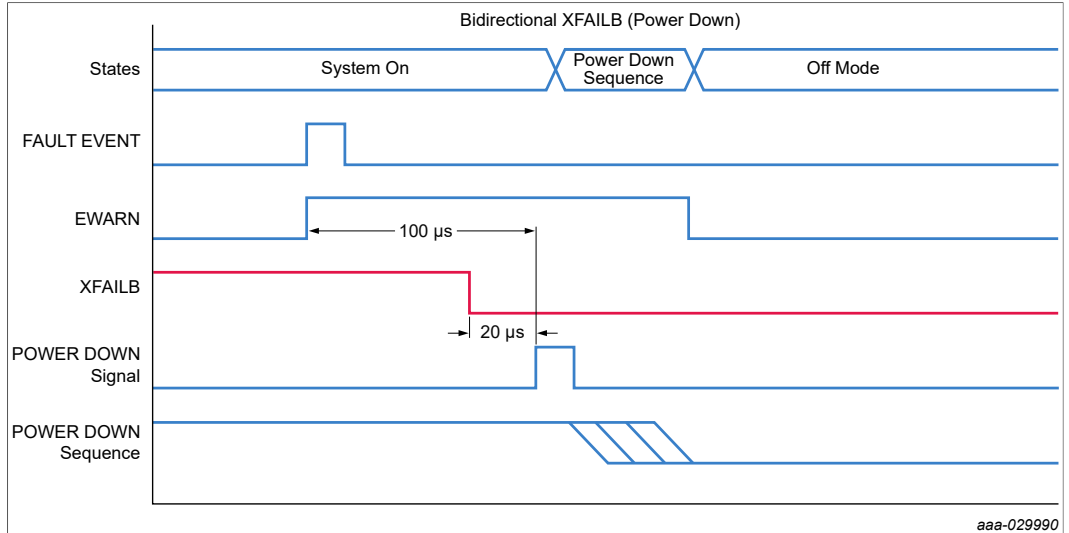 Bidirectional XFAILB (Power Down)
States
System On
Power Down
Sequence
Off Mode
FAULT EVENT
EWARN
100 µs
XFAILB
20 µs
POWER DOWN
Signal
POWER DOWN
Sequence
aaa-029990